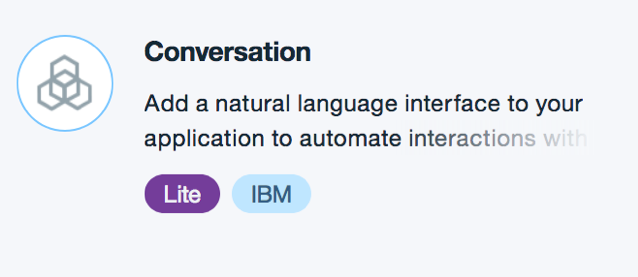 Conversation
Add a natural language interface to your
application to automate interactions with
Lite IBM